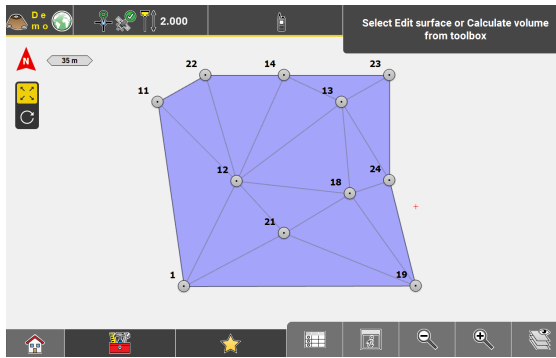 De
mo
2.000
Select Edit surface or Calculate volume
from toolbox
N
35 m
22
14
23
11
13
12
24
18
21
1
19